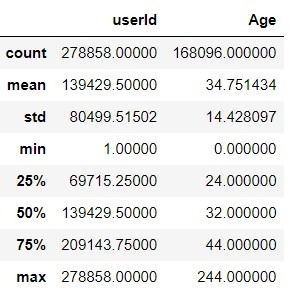 userId Age
count 278858.00000 168096.000000
mean 139429.50000 34.751434
std 80499.51502 14.428097
min 1.00000 0.000000
25% 69715.25000 24.000000
50% 139429.50000 32.000000
75% 209143.75000 44.000000
max 278858.00000 244.000000